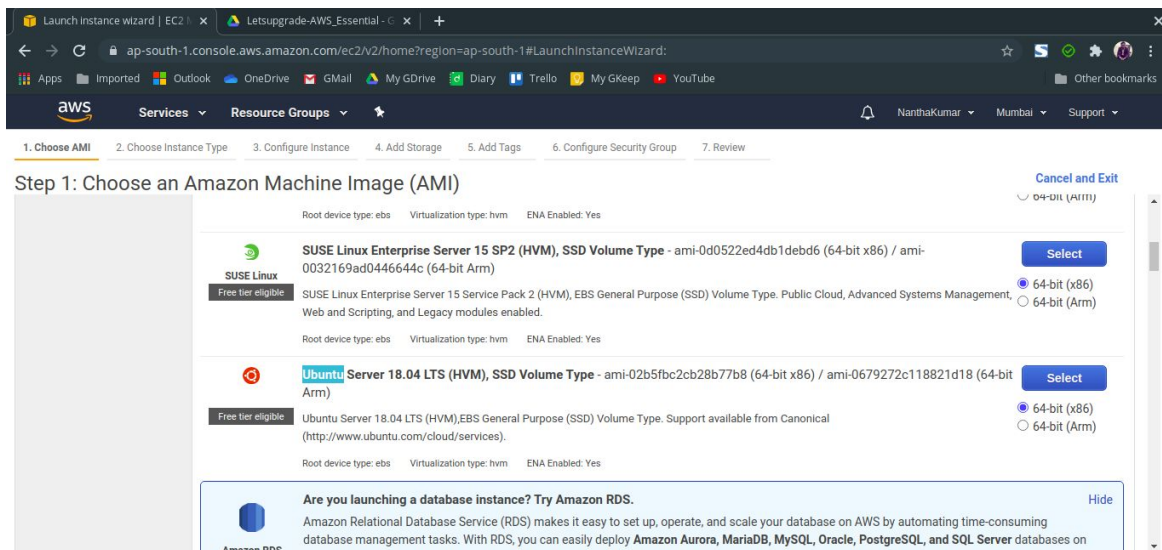 Launch instance wizard | EC2 M
Letsupgrade-AWS_Essential - G
ap-south-1.console.aws.amazon.com/ec2/v2/home?region=ap-south-1#LaunchInstanceWizard:
Apps Imported Outlook OneDrive GMail My GDrive Diary Trello My GKeep YouTube Other bookmarks
aws Services Resource Groups NanthaKumar Mumbai Support
1. Choose AMI 2. Choose Instance Type 3. Configure Instance 4. Add Storage 5. Add Tags 6. Configure Security Group 7. Review
Step 1: Choose an Amazon Machine Image (AMI) Cancel and Exit
64-bit (Arm)
Root device type: ebs Virtualization type: hvm ENA Enabled: Yes
SUSE Linux
Free tier eligible
SUSE Linux Enterprise Server 15 SP2 (HVM), SSD Volume Type - ami-0d0522ed4db1debd6 (64-bit x86) / ami-
0032169ad0446644c (64-bit Arm)
SUSE Linux Enterprise Server 15 Service Pack 2 (HVM), EBS General Purpose (SSD) Volume Type. Public Cloud, Advanced Systems Management,
Web and Scripting, and Legacy modules enabled.
Root device type: ebs Virtualization type: hvm ENA Enabled: Yes
Select
64-bit (x86)
64-bit (Arm)
Free tier eligible
Ubuntu Server 18.04 LTS (HVM), SSD Volume Type - ami-02b5fbc2cb28b77b8 (64-bit x86) / ami-0679272c118821d18 (64-bit
Arm)
Ubuntu Server 18.04 LTS (HVM),EBS General Purpose (SSD) Volume Type. Support available from Canonical
(http://www.ubuntu.com/cloud/services).
Root device type: ebs Virtualization type: hvm ENA Enabled: Yes
Select
64-bit (x86)
64-bit (Arm)
Amazon RDS
Are you launching a database instance? Try Amazon RDS. Hide
Amazon Relational Database Service (RDS) makes it easy to set up, operate, and scale your database on AWS by automating time-consuming
database management tasks. With RDS, you can easily deploy Amazon Aurora, MariaDB, MySQL, Oracle, PostgreSQL, and SQL Server databases on